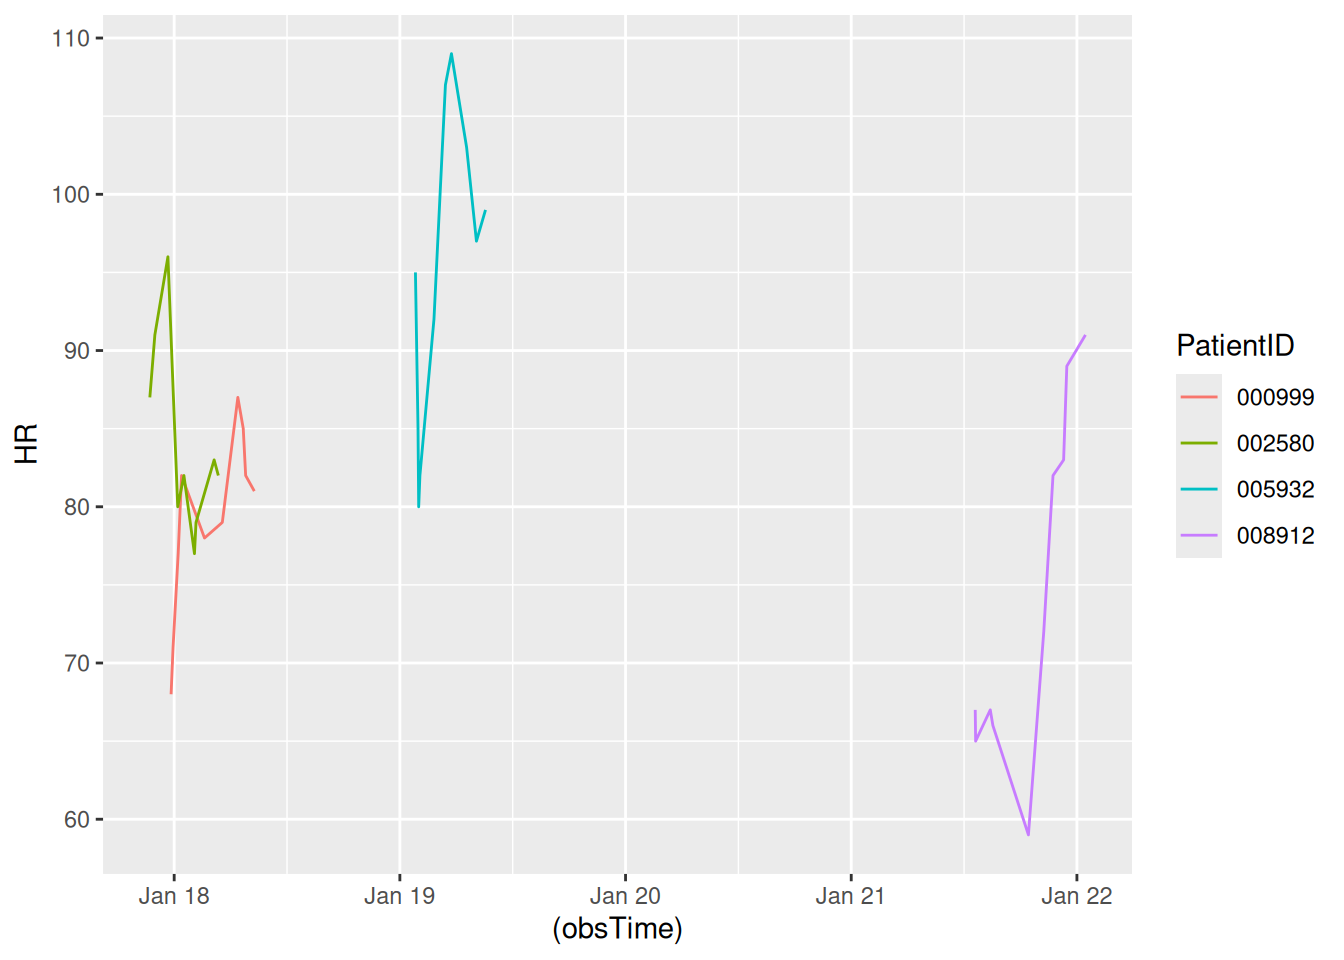 110
100
90
80
70
60
HR
Jan 18
Jan 19
Jan 20
Jan 21
Jan 22
(obsTime)
PatientID
000999
002580
005932
008912